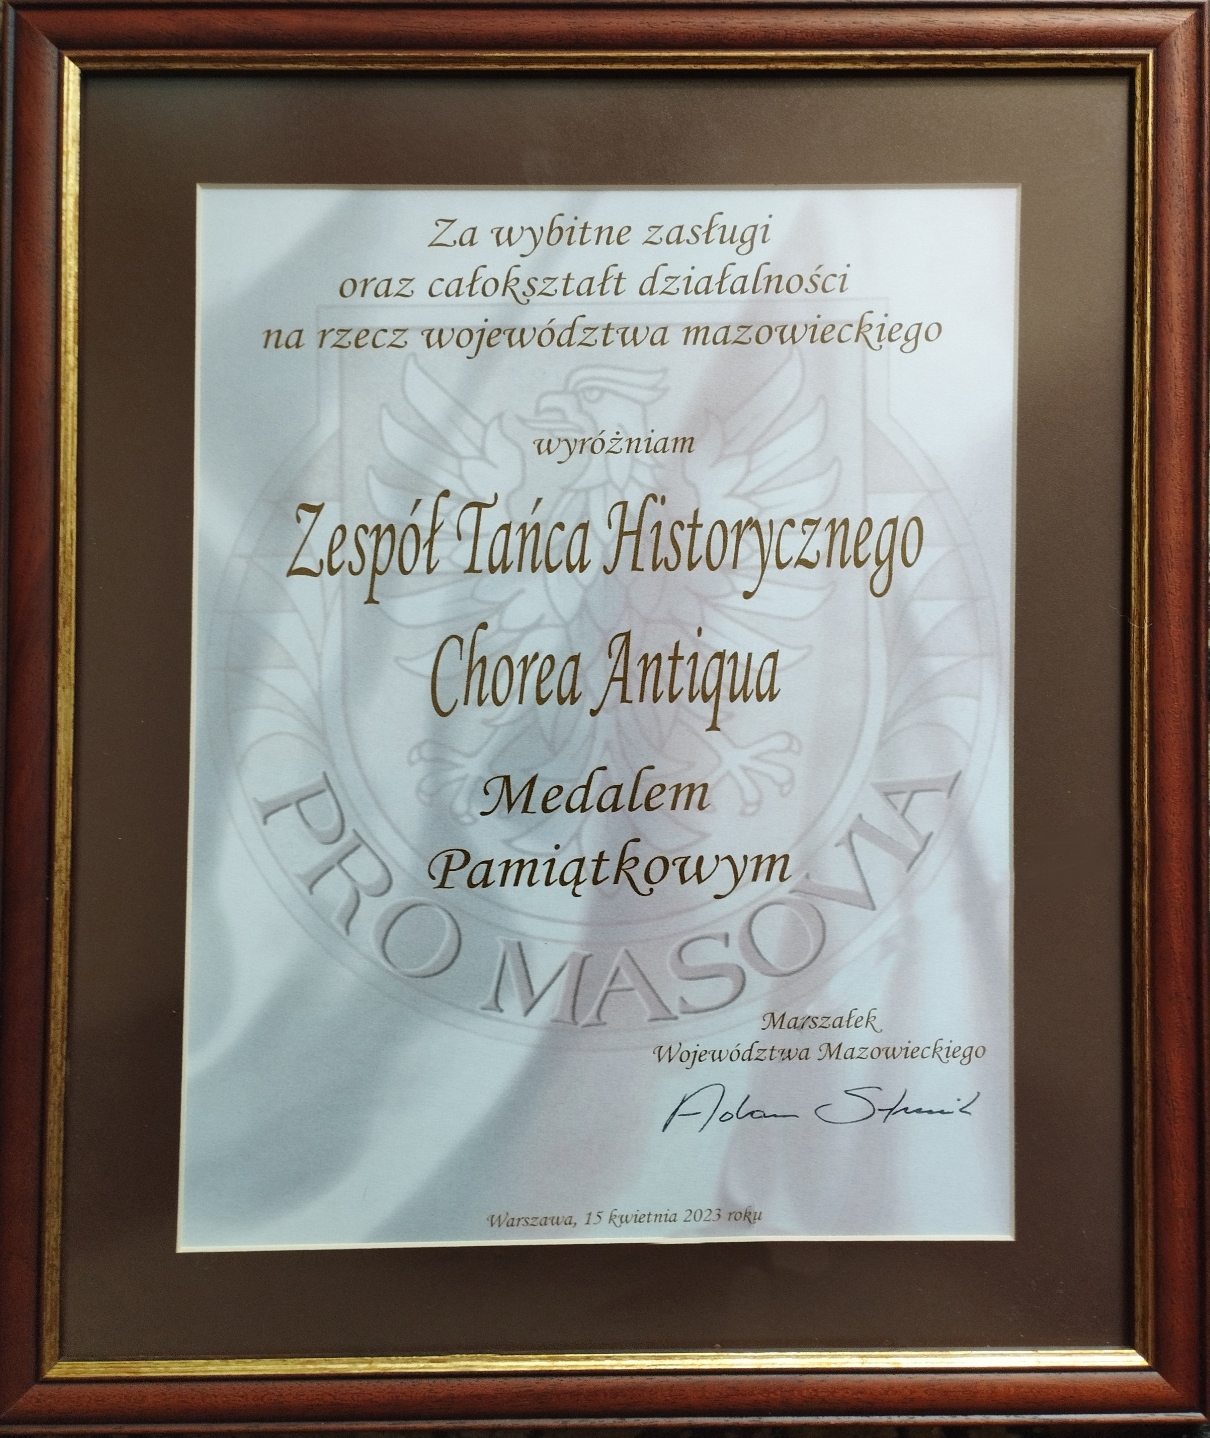 Za wybitne zasługi
oraz całokształt działalności
na rzecz województwa mazowieckiego
wyróżniam
Zespół Tańca Historycznego
Chorea Antiqua
Medalem
Pamiątkowym
PRO MASOVIA
Marszałek
Województwa Mazowieckiego
Adam Struzik
Warszawa, 15 kwietnia 2023 roku